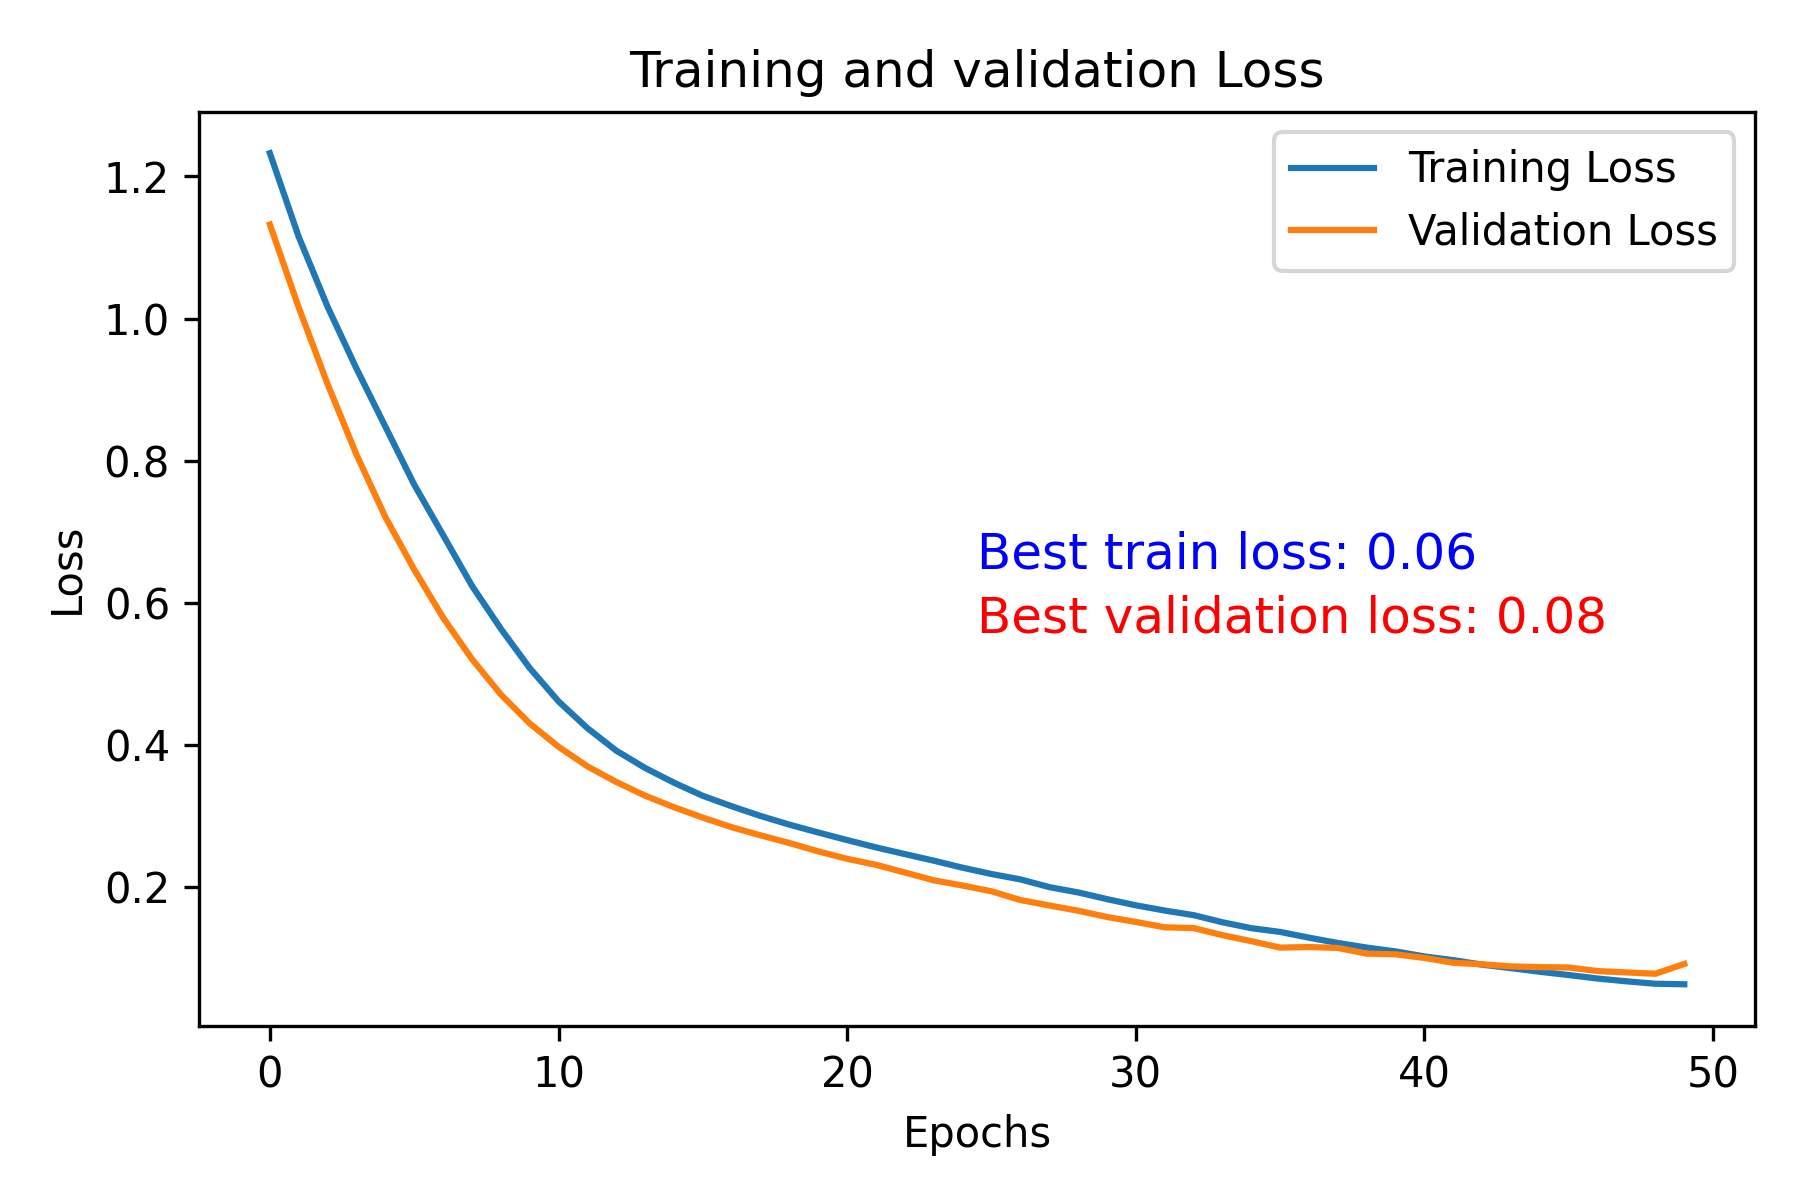 Training and validation Loss
Training Loss
Validation Loss
1.2
1.0
0.8
0.6
0.4
0.2
Loss
Best train loss: 0.06
Best validation loss: 0.08
0 10 20 30 40 50
Epochs